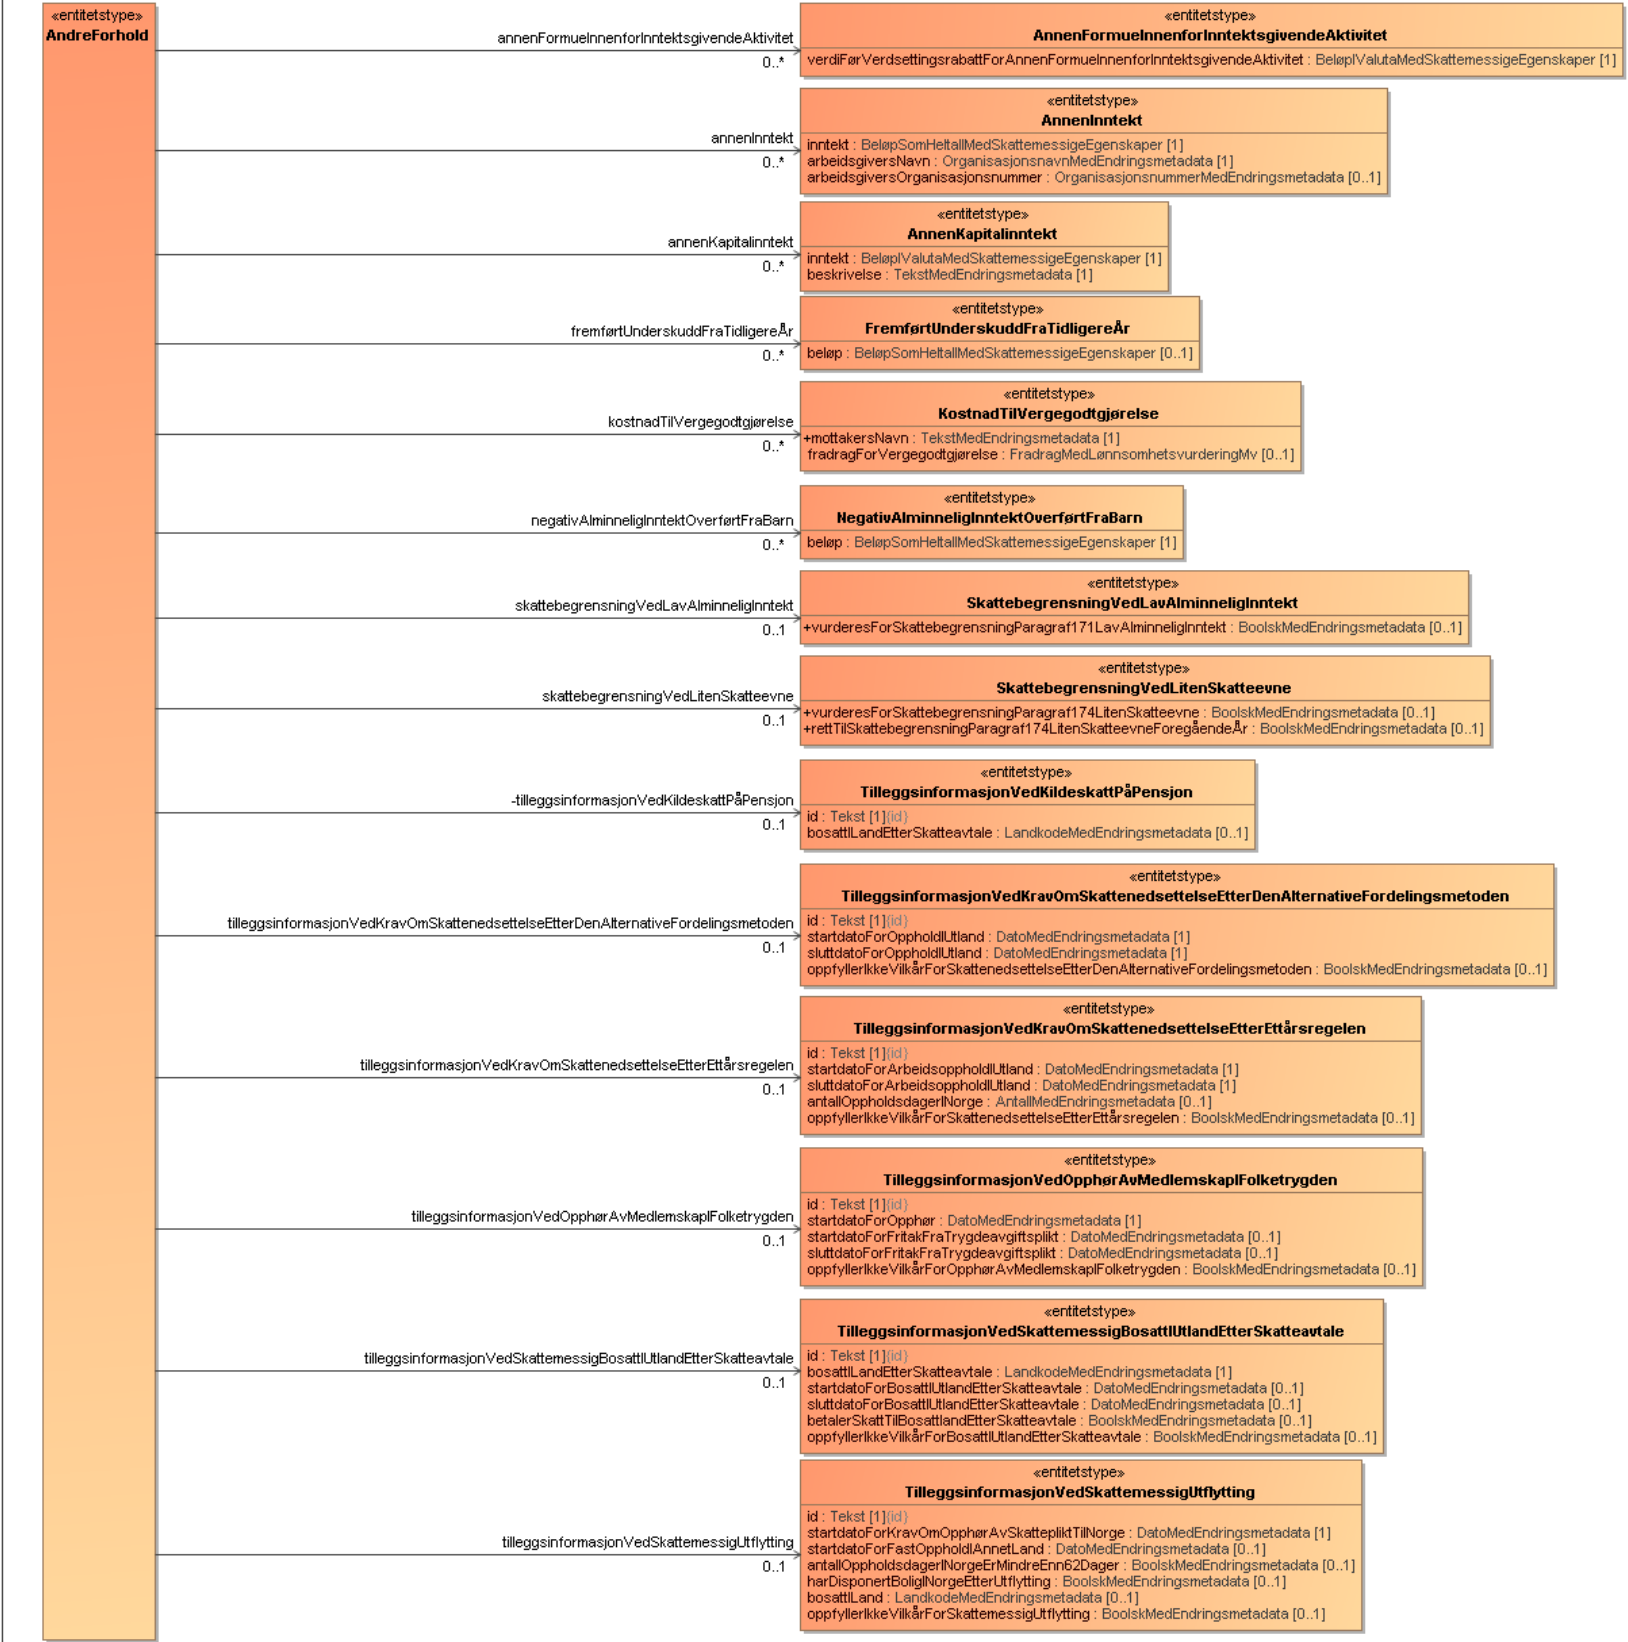 «entitetstype»
AndreForhold
annenFormueInnenforInntektsgivendeAktivitet
0..*
«entitetstype»
AnnenFormueInnenforInntektsgivendeAktivitet
verdiFørVerdsettingsrabattForAnnenFormueInnenforInntektsgivendeAktivitet : BeløpIValutaMedSkattemessigeEgenskaper [1]
annenInntekt
0..*
«entitetstype»
AnnenInntekt
inntekt : BeløpSomHeltallMedSkattemessigeEgenskaper [1]
arbeidsgiversNavn : OrganisasjonsnavnMedEndringsmetadata [1]
arbeidsgiversOrganisasjonsnummer : OrganisasjonsnummerMedEndringsmetadata [0..1]
annenKapitalinntekt
0..*
«entitetstype»
AnnenKapitalinntekt
inntekt : BeløpIValutaMedSkattemessigeEgenskaper [1]
beskrivelse : TekstMedEndringsmetadata [1]
fremførtUnderskuddFraTidligereÅr
0..*
«entitetstype»
FremførtUnderskuddFraTidligereÅr
beløp : BeløpSomHeltallMedSkattemessigeEgenskaper [0..1]
kostnadTilVergegodtgjørelse
0..*
«entitetstype»
KostnadTilVergegodtgjørelse
+mottakersNavn : TekstMedEndringsmetadata [1]
fradragForVergegodtgjørelse : FradragMedLønnsomhetsvurderingMv [0..1]
negativAlminneligInntektOverførtFraBarn
0..*
«entitetstype»
NegativAlminneligInntektOverførtFraBarn
beløp : BeløpSomHeltallMedSkattemessigeEgenskaper [1]
skattebegrensningVedLavAlminneligInntekt
0..1
«entitetstype»
SkattebegrensningVedLavAlminneligInntekt
+vurderesForSkattebegrensningParagraf171LavAlminneligInntekt : BoolskMedEndringsmetadata [0..1]
skattebegrensningVedLitenSkatteevne
0..1
«entitetstype»
SkattebegrensningVedLitenSkatteevne
+vurderesForSkattebegrensningParagraf174LitenSkatteevne : BoolskMedEndringsmetadata [0..1]
+rettTilSkattebegrensningParagraf174LitenSkatteevneForegåendeÅr : BoolskMedEndringsmetadata [0..1]
-tilleggsinformasjonVedKildeskattPåPensjon
0..1
«entitetstype»
TilleggsinformasjonVedKildeskattPåPensjon
id : Tekst [1]{id}
bosattILandEtterSkatteavtale : LandkodeMedEndringsmetadata [0..1]
tilleggsinformasjonVedKravOmSkattenedsettelseEtterDenAlternativeFordelingsmetoden
0..1
«entitetstype»
TilleggsinformasjonVedKravOmSkattenedsettelseEtterDenAlternativeFordelingsmetoden
id : Tekst [1]{id}
startdatoForOppholdIUtland : DatoMedEndringsmetadata [1]
sluttdatoForOppholdIUtland : DatoMedEndringsmetadata [1]
oppfyllerIkkeVilkårForSkattenedsettelseEtterDenAlternativeFordelingsmetoden : BoolskMedEndringsmetadata [0..1]
tilleggsinformasjonVedKravOmSkattenedsettelseEtterEttårsregelen
0..1
«entitetstype»
TilleggsinformasjonVedKravOmSkattenedsettelseEtterEttårsregelen
id : Tekst [1]{id}
startdatoForArbeidsoppholdIUtland : DatoMedEndringsmetadata [1]
sluttdatoForArbeidsoppholdIUtland : DatoMedEndringsmetadata [1]
antallOppholdsdagerINorge : AntallMedEndringsmetadata [0..1]
oppfyllerIkkeVilkårForSkattenedsettelseEtterEttårsregelen : BoolskMedEndringsmetadata [0..1]
tilleggsinformasjonVedOpphørAvMedlemskapIFolketrygden
0..1
«entitetstype»
TilleggsinformasjonVedOpphørAvMedlemskapIFolketrygden
id : Tekst [1]{id}
startdatoForOpphør : DatoMedEndringsmetadata [1]
startdatoForFritakFraTrygdeavgiftsplikt : DatoMedEndringsmetadata [0..1]
sluttdatoForFritakFraTrygdeavgiftsplikt : DatoMedEndringsmetadata [0..1]
oppfyllerIkkeVilkårForOpphørAvMedlemskapIFolketrygden : BoolskMedEndringsmetadata [0..1]
tilleggsinformasjonVedSkattemessigBosattIUtlandEtterSkatteavtale
0..1
«entitetstype»
TilleggsinformasjonVedSkattemessigBosattIUtlandEtterSkatteavtale
id : Tekst [1]{id}
bosattILandEtterSkatteavtale : LandkodeMedEndringsmetadata [1]
startdatoForBosattIUtlandEtterSkatteavtale : DatoMedEndringsmetadata [0..1]
sluttdatoForBosattIUtlandEtterSkatteavtale : DatoMedEndringsmetadata [0..1]
betalerSkattTilBosattlandEtterSkatteavtale : BoolskMedEndringsmetadata [0..1]
oppfyllerIkkeVilkårForBosattIUtlandEtterSkatteavtale : BoolskMedEndringsmetadata [0..1]
tilleggsinformasjonVedSkattemessigUtflytting
0..1
«entitetstype»
TilleggsinformasjonVedSkattemessigUtflytting
id : Tekst [1]{id}
startdatoForKravOmOpphørAvSkattepliktTilNorge : DatoMedEndringsmetadata [1]
startdatoForFastOppholdIAnnetLand : DatoMedEndringsmetadata [0..1]
antallOppholdsdagerINorgeErMindreEnn62Dager : BoolskMedEndringsmetadata [0..1]
harDisponertBoligINorgeEtterUtflytting : BoolskMedEndringsmetadata [0..1]
bosattILand : LandkodeMedEndringsmetadata [0..1]
oppfyllerIkkeVilkårForSkattemessigUtflytting : BoolskMedEndringsmetadata [0..1]